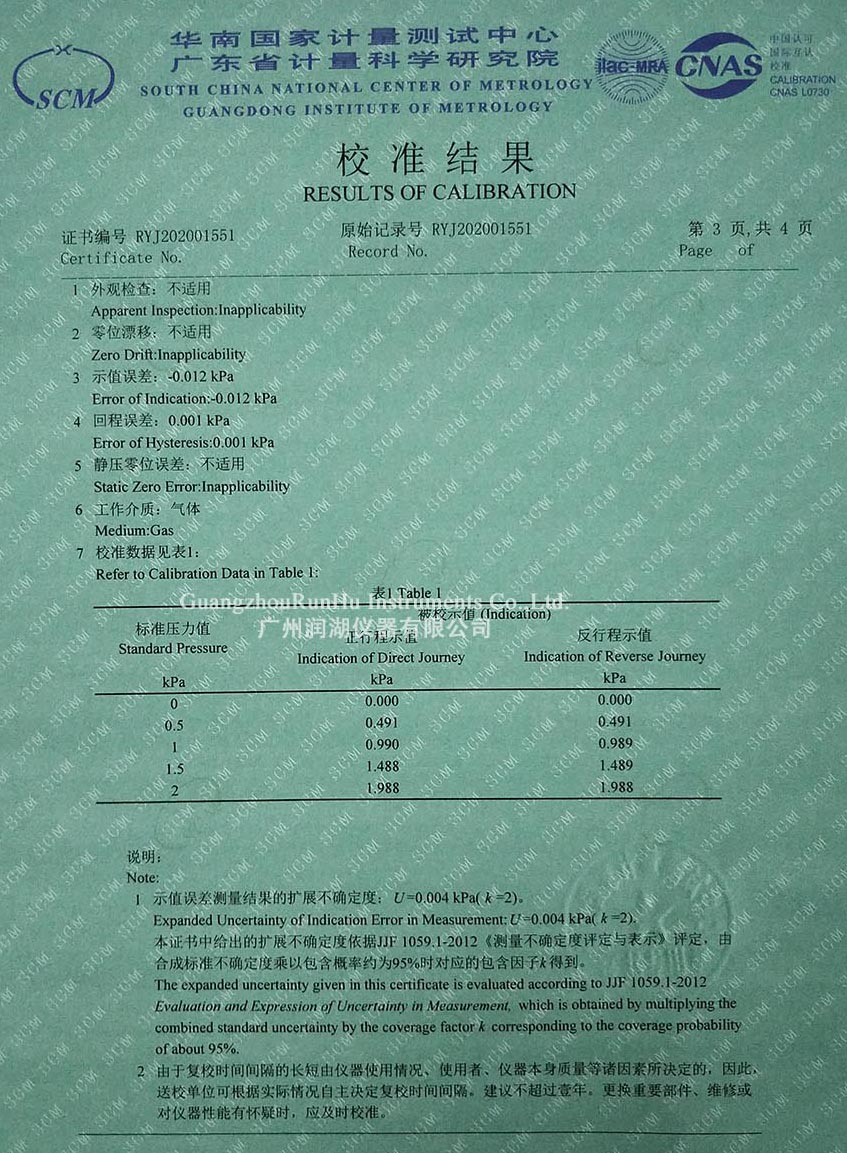 SCM
华南国家计量测试中心
广东省计量科学研究院
SOUTH CHINA NATIONAL CENTER OF METROLOGY
GUANGDONG INSTITUTE OF METROLOGY
ilac-MRA
CNAS
中国认可
国际互认
校准
CALIBRATION
CNAS L0730
校准结果
RESULTS OF CALIBRATION
证书编号 RYJ202001551
Certificate No.
原始记录号 RYJ202001551
Record No.
第 3 页,共 4 页
Page of
1 外观检查：不适用
Apparent Inspection:Inapplicability
2 零位漂移：不适用
Zero Drift:Inapplicability
3 示值误差：-0.012 kPa
Error of Indication:-0.012 kPa
4 回程误差：0.001 kPa
Error of Hysteresis:0.001 kPa
5 静压零位误差：不适用
Static Zero Error:Inapplicability
6 工作介质：气体
Medium:Gas
7 校准数据见表1：
Refer to Calibration Data in Table 1:
表1 Table 1
GuangzhouRunHu Instruments Co.,Ltd.
广州润湖仪器有限公司
被校示值 (Indication)
标准压力值 正行程示值 反行程示值
Standard Pressure Indication of Direct Journey Indication of Reverse Journey
kPa kPa kPa
0 0.000 0.000
0.5 0.491 0.491
1 0.990 0.989
1.5 1.488 1.489
2 1.988 1.988
说明：
Note:
1 示值误差测量结果的扩展不确定度：U=0.004 kPa( k =2)。
Expanded Uncertainty of Indication Error in Measurement: U=0.004 kPa( k =2).
本证书中给出的扩展不确定度依据JJF 1059.1-2012《测量不确定度评定与表示》评定，由
合成标准不确定度乘以包含概率约为95%时对应的包含因子k得到。
The expanded uncertainty given in this certificate is evaluated according to JJF 1059.1-2012
Evaluation and Expression of Uncertainty in Measurement, which is obtained by multiplying the
combined standard uncertainty by the coverage factor k corresponding to the coverage probability
of about 95%.
2 由于复校时间间隔的长短由仪器使用情况、使用者、仪器本身质量等诸因素所决定的，因此，
送校单位可根据实际情况自主决定复校时间间隔。建议不超过壹年。更换重要部件、维修或
对仪器性能有怀疑时，应及时校准。